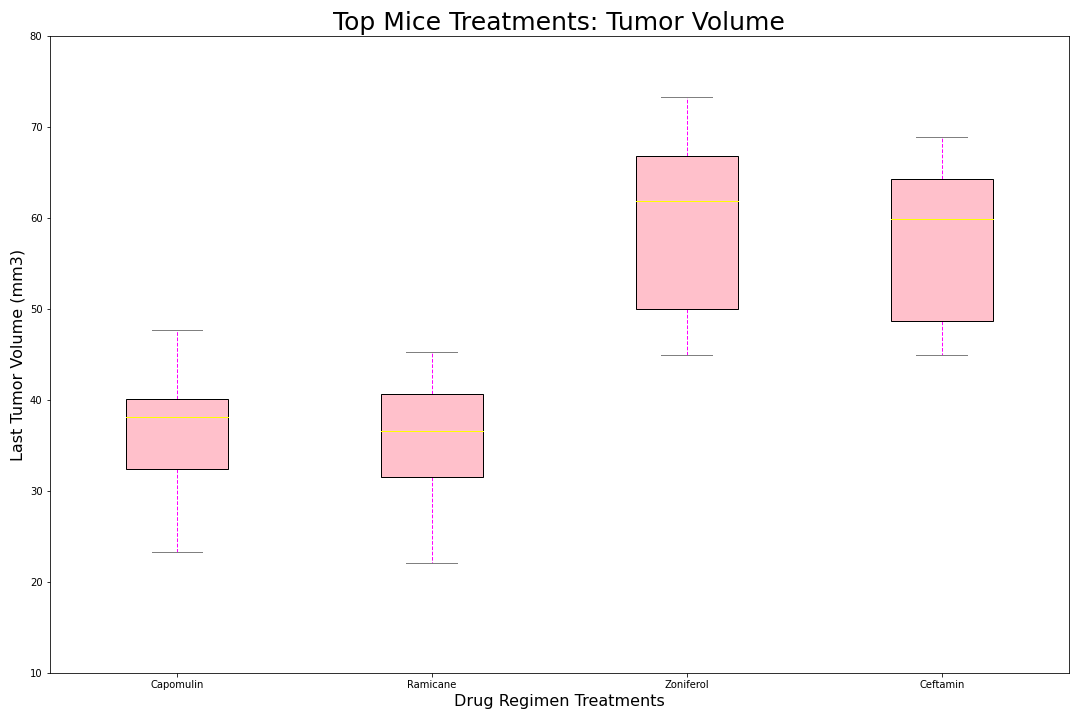 Top Mice Treatments: Tumor Volume
Last Tumor Volume (mm3)
80
70
60
50
40
30
20
10
Capomulin Ramicane Zoniferol Ceftamin
Drug Regimen Treatments